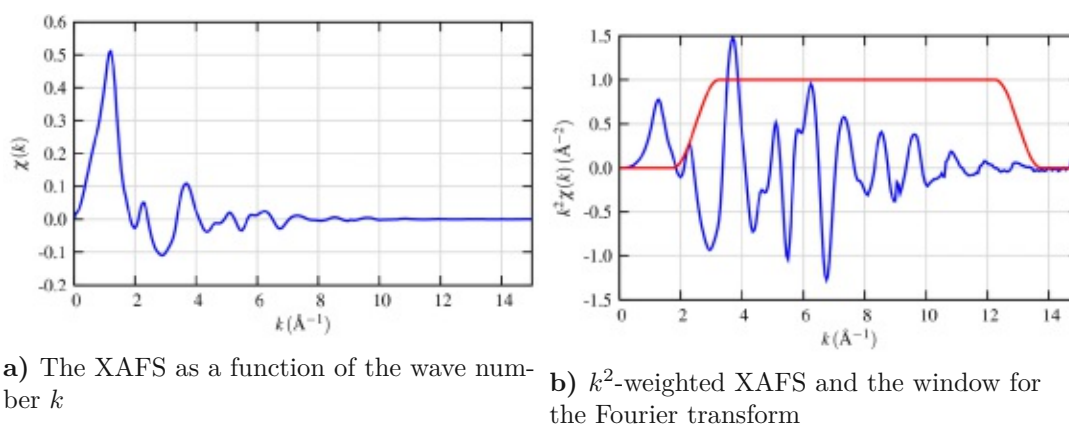 0.6
0.5
0.4
0.3
0.2
0.1
0.0
-0.1
-0.2
χ(k)
0 2 4 6 8 10 12 14
k (Å⁻¹)
a) The XAFS as a function of the wave num-
ber k
1.5
1.0
0.5
0.0
-0.5
-1.0
-1.5
k²χ(k) (Å⁻²)
0 2 4 6 8 10 12 14
k (Å⁻¹)
b) k²-weighted XAFS and the window for
the Fourier transform